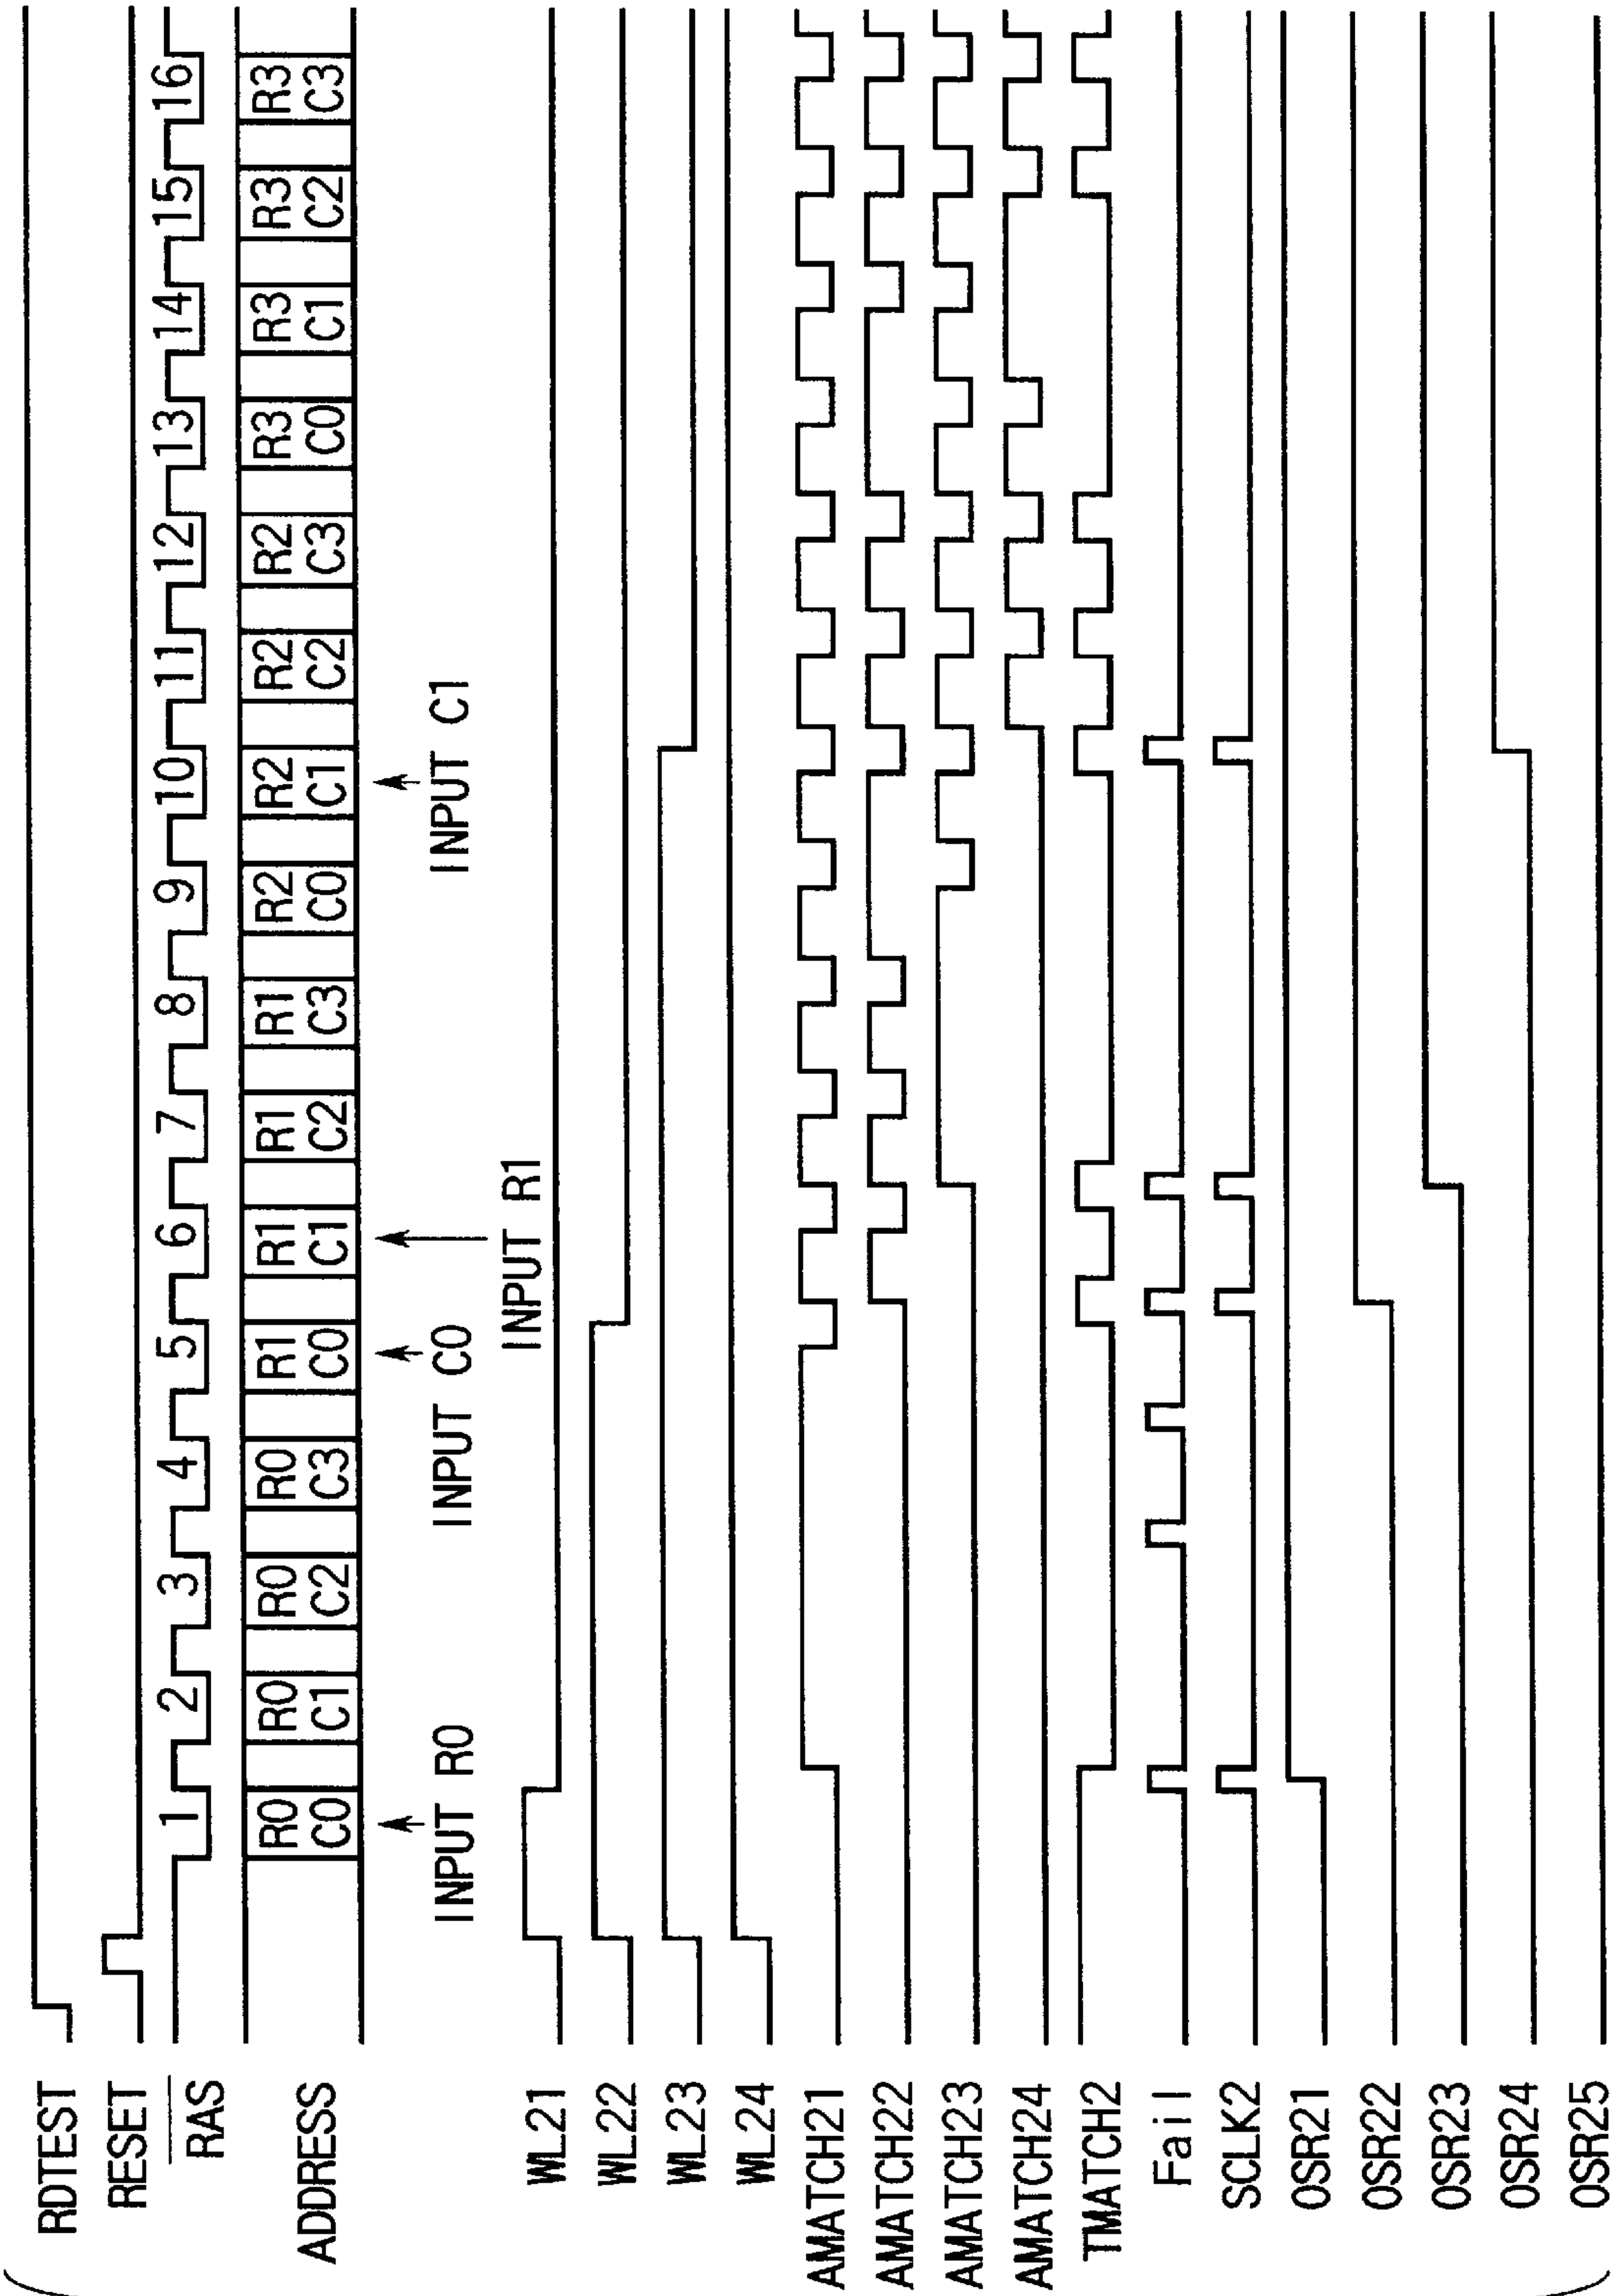 RDTEST
RESET
RAS
1 2 3 4 5 6 7 8 9 10 11 12 13 14 15 16
ADDRESS
R0 R0 R0 R0 R1 R1 R1 R1 R2 R2 R2 R2 R3 R3 R3 R3
C0 C1 C2 C3 C0 C1 C2 C3 C0 C1 C2 C3 C0 C1 C2 C3
INPUT R0 INPUT C0 INPUT C1
INPUT R1
WL21
WL22
WL23
WL24
AMATCH21
AMATCH22
AMATCH23
AMATCH24
TMATCH2
Fail
SCLK2
OSR21
OSR22
OSR23
OSR24
OSR25